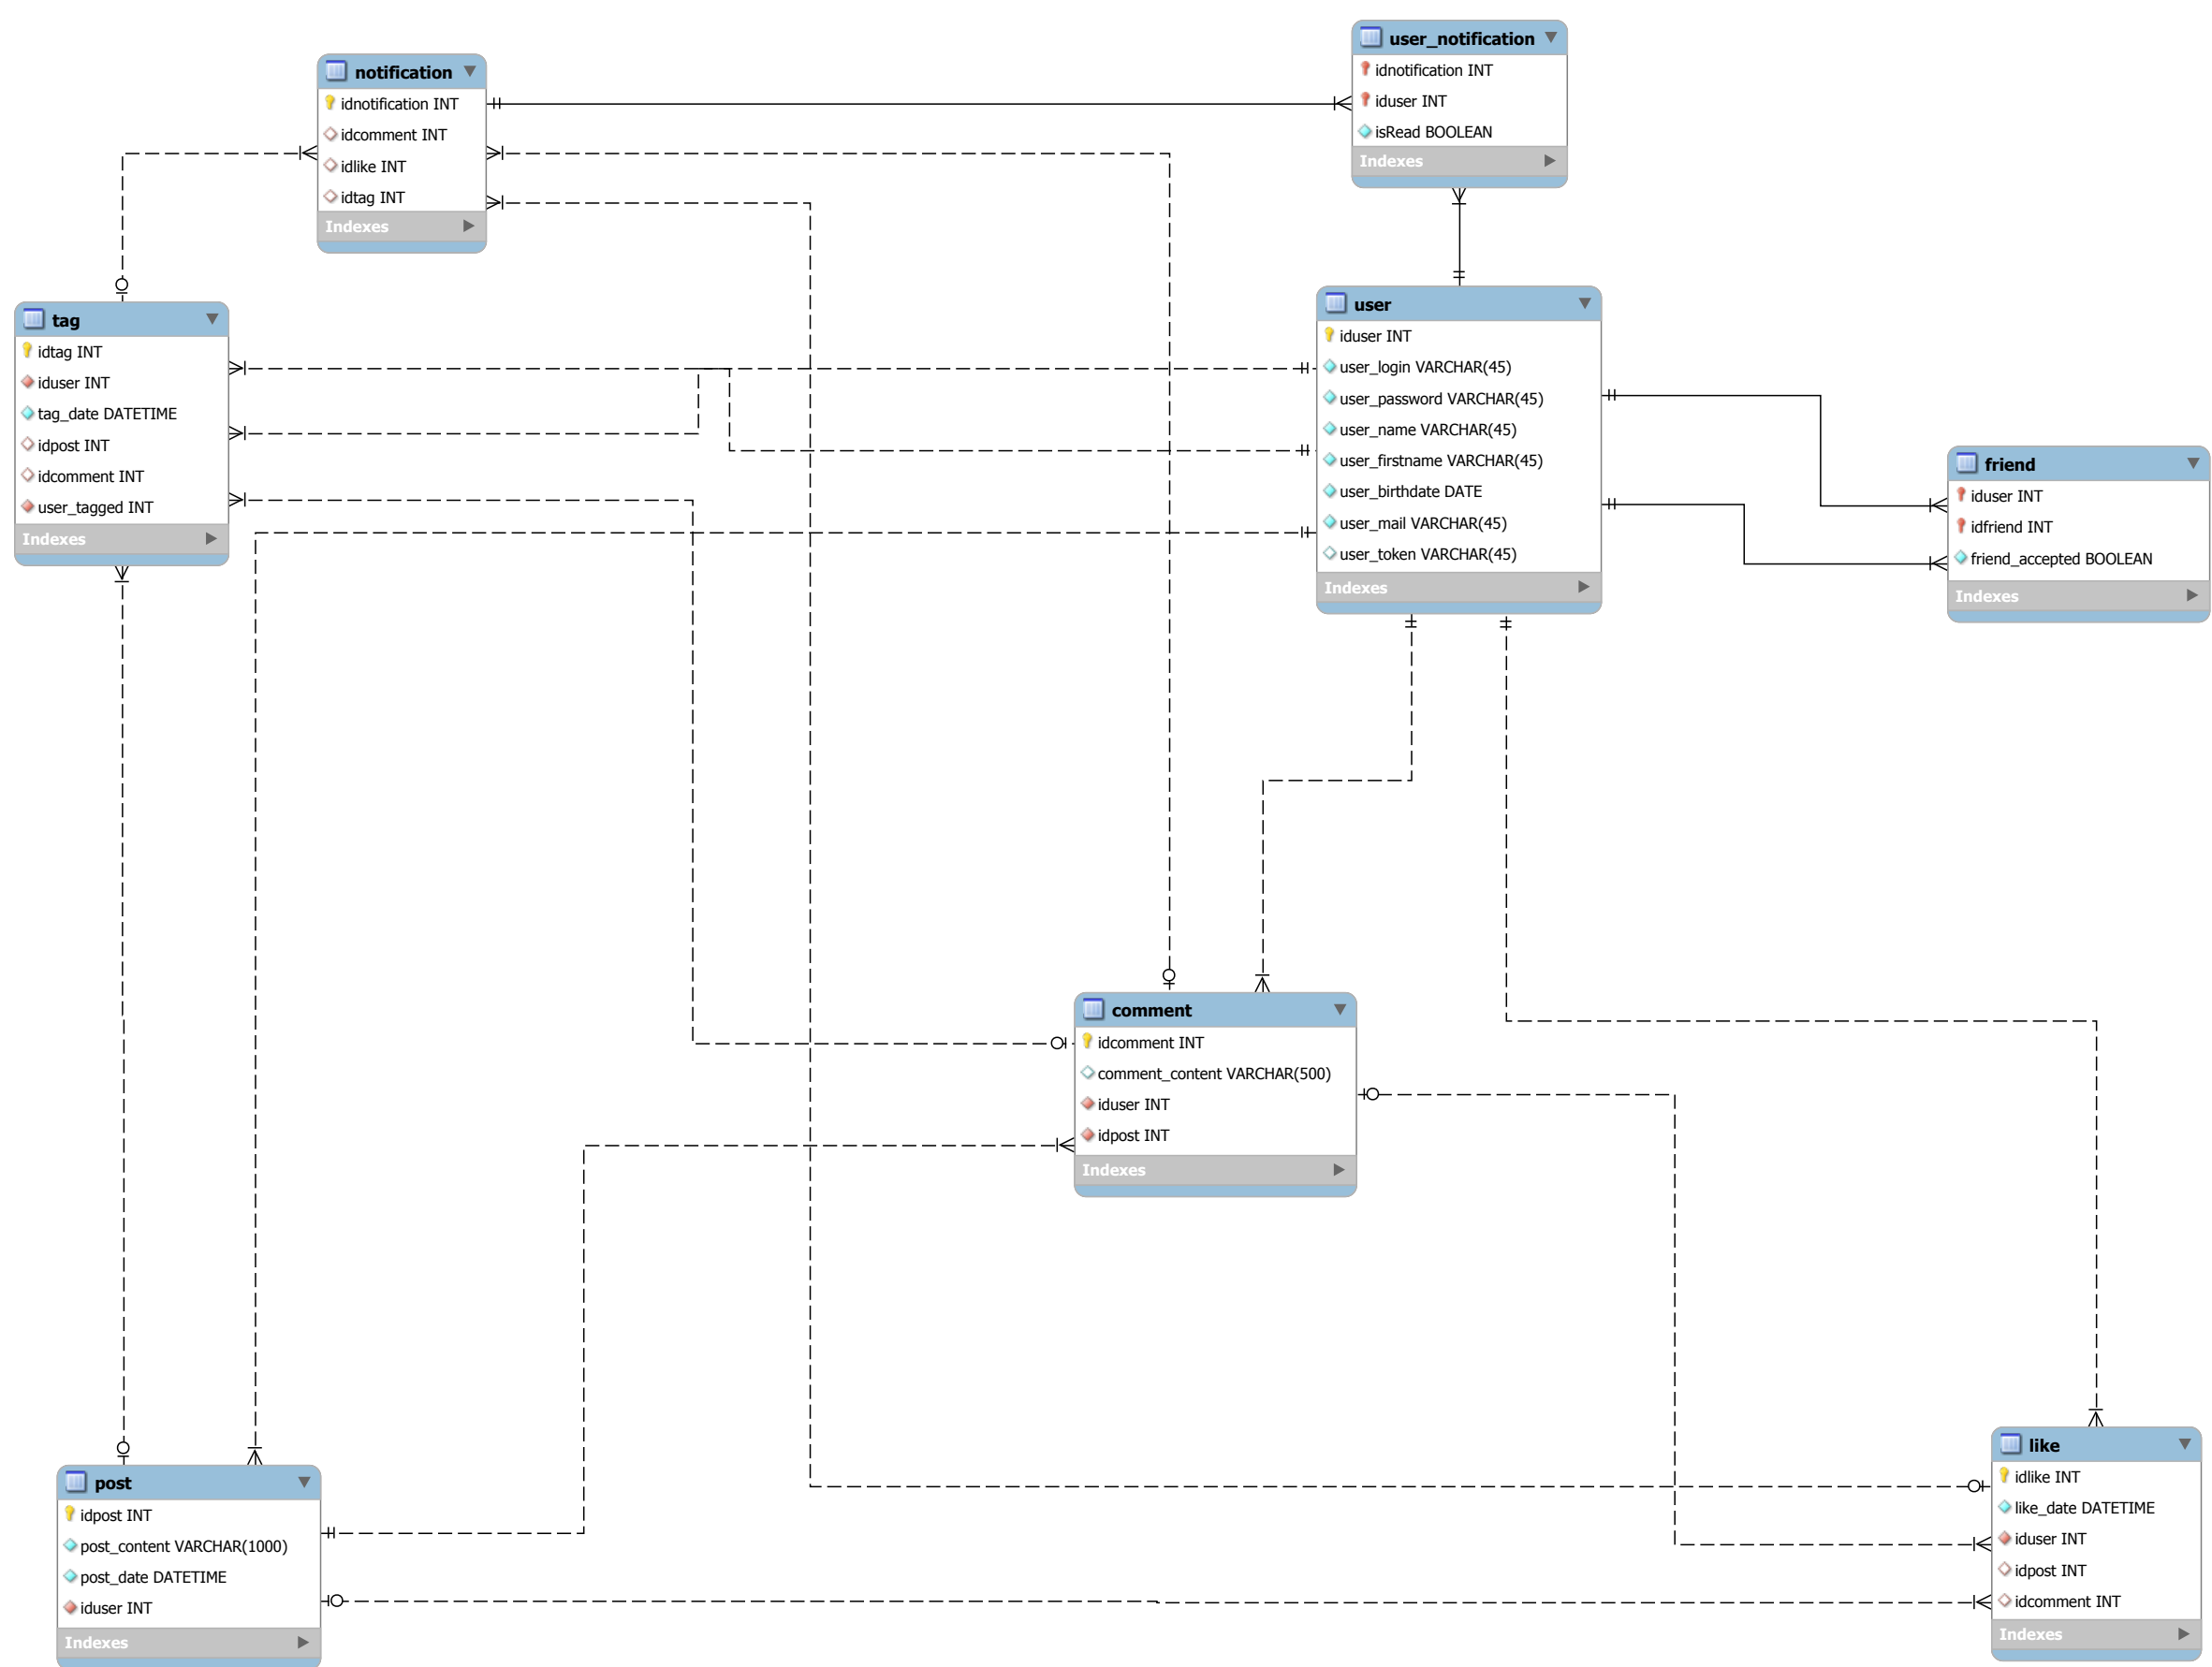 user_notification
idnotification INT
iduser INT
isRead BOOLEAN
Indexes
notification
idnotification INT
idcomment INT
idlike INT
idtag INT
Indexes
tag
idtag INT
iduser INT
tag_date DATETIME
idpost INT
idcomment INT
user_tagged INT
Indexes
user
iduser INT
user_login VARCHAR(45)
user_password VARCHAR(45)
user_name VARCHAR(45)
user_firstname VARCHAR(45)
user_birthdate DATE
user_mail VARCHAR(45)
user_token VARCHAR(45)
Indexes
friend
iduser INT
idfriend INT
friend_accepted BOOLEAN
Indexes
comment
idcomment INT
comment_content VARCHAR(500)
iduser INT
idpost INT
Indexes
post
idpost INT
post_content VARCHAR(1000)
post_date DATETIME
iduser INT
Indexes
like
idlike INT
like_date DATETIME
iduser INT
idpost INT
idcomment INT
Indexes